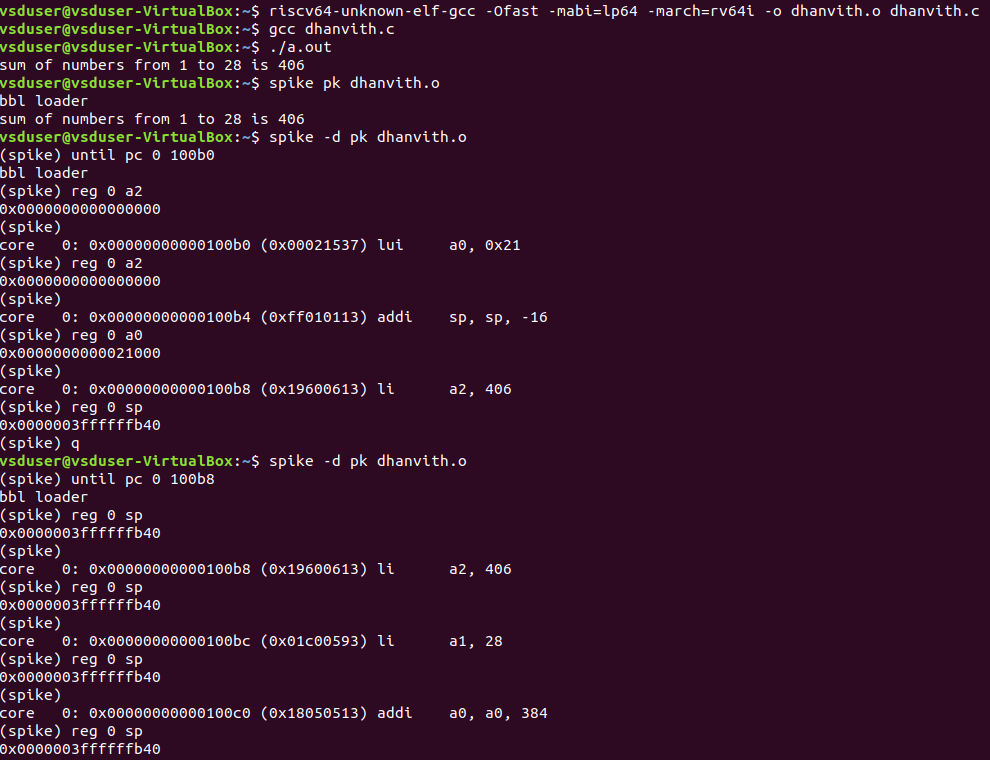 vsduser@vsduser-VirtualBox:~$ riscv64-unknown-elf-gcc -Ofast -mabi=lp64 -march=rv64i -o dhanvith.o dhanvith.c
vsduser@vsduser-VirtualBox:~$ gcc dhanvith.c
vsduser@vsduser-VirtualBox:~$ ./a.out
sum of numbers from 1 to 28 is 406
vsduser@vsduser-VirtualBox:~$ spike pk dhanvith.o
bbl loader
sum of numbers from 1 to 28 is 406
vsduser@vsduser-VirtualBox:~$ spike -d pk dhanvith.o
(spike) until pc 0 100b0
bbl loader
(spike) reg 0 a2
0x0000000000000000
(spike)
core   0: 0x00000000000100b0 (0x00021537) lui     a0, 0x21
(spike) reg 0 a2
0x0000000000000000
(spike)
core   0: 0x00000000000100b4 (0xff010113) addi    sp, sp, -16
(spike) reg 0 a0
0x0000000000021000
(spike)
core   0: 0x00000000000100b8 (0x19600613) li      a2, 406
(spike) reg 0 sp
0x0000003ffffffb40
(spike) q
vsduser@vsduser-VirtualBox:~$ spike -d pk dhanvith.o
(spike) until pc 0 100b8
bbl loader
(spike) reg 0 sp
0x0000003ffffffb40
(spike)
core   0: 0x00000000000100b8 (0x19600613) li      a2, 406
(spike) reg 0 sp
0x0000003ffffffb40
(spike)
core   0: 0x00000000000100bc (0x01c00593) li      a1, 28
(spike) reg 0 sp
0x0000003ffffffb40
(spike)
core   0: 0x00000000000100c0 (0x18050513) addi    a0, a0, 384
(spike) reg 0 sp
0x0000003ffffffb40